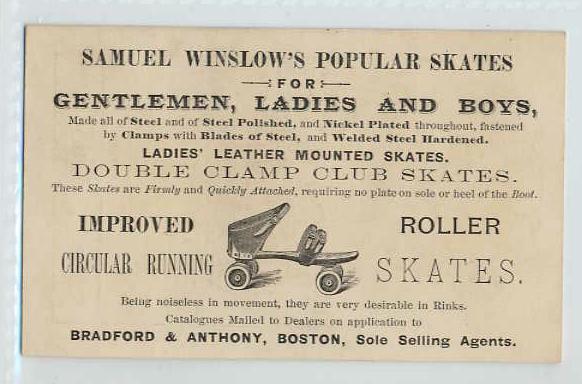 SAMUEL WINSLOW'S POPULAR SKATES
FOR
GENTLEMEN, LADIES AND BOYS,
Made all of Steel and of Steel Polished, and Nickel Plated throughout, fastened
by Clamps with Blades of Steel, and Welded Steel Hardened.
LADIES' LEATHER MOUNTED SKATES.
DOUBLE CLAMP CLUB SKATES.
These Skates are Firmly and Quickly Attached, requiring no plate on sole or heel of the Boot.
IMPROVED ROLLER
CIRCULAR RUNNING SKATES.
Being noiseless in movement, they are very desirable in Rinks.
Catalogues Mailed to Dealers on application to
BRADFORD & ANTHONY, BOSTON, Sole Selling Agents.